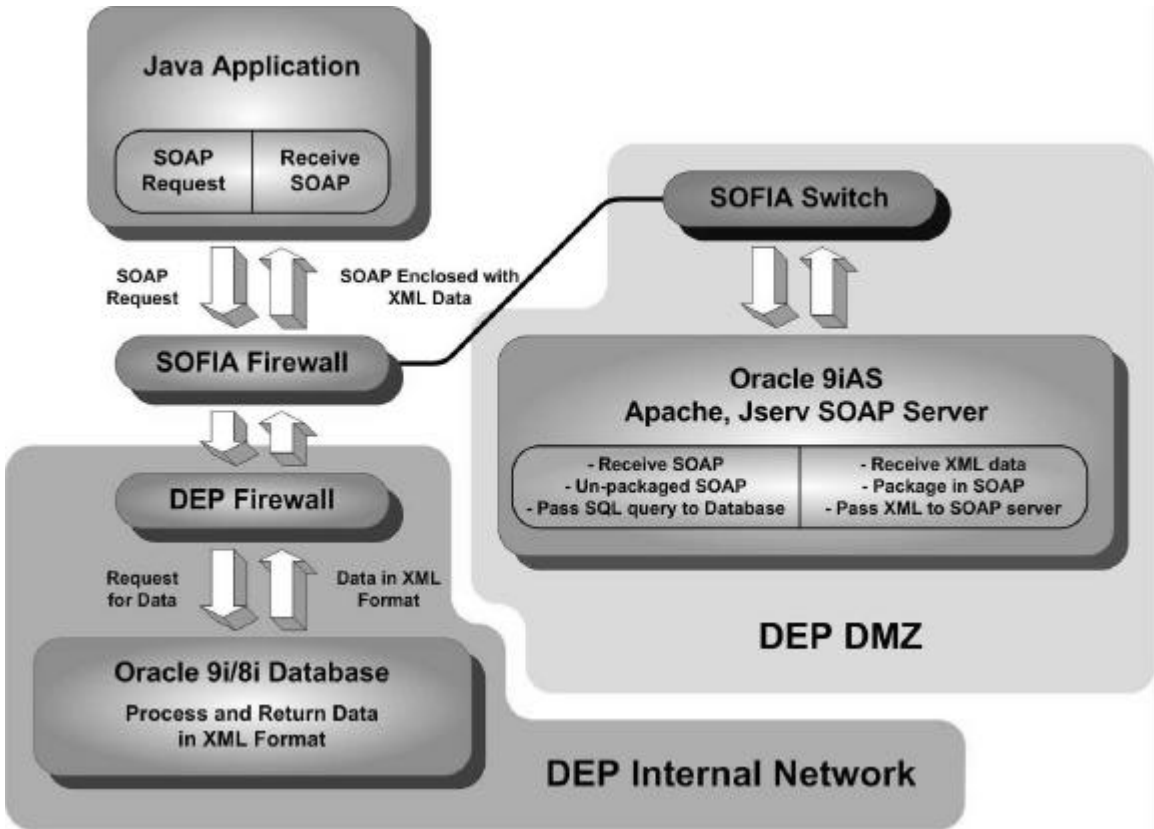 Java Application
SOAP
Request
Receive
SOAP
SOAP
Request
SOAP Enclosed with
XML Data
SOFIA Firewall
DEP Firewall
Request
for Data
Data in XML
Format
Oracle 9i/8i Database
Process and Return Data
in XML Format
SOFIA Switch
Oracle 9iAS
Apache, Jserv SOAP Server
- Receive SOAP
- Un-packaged SOAP
- Pass SQL query to Database
- Receive XML data
- Package in SOAP
- Pass XML to SOAP server
DEP DMZ
DEP Internal Network